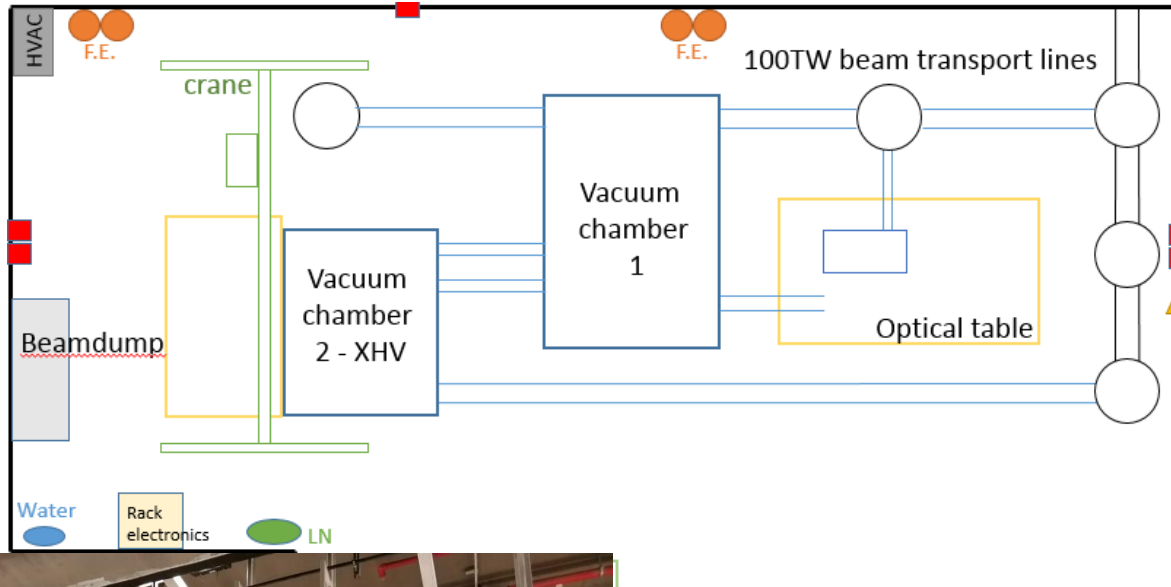 HVAC
F.E.
F.E.
crane
100TW beam transport lines
Vacuum
chamber
1
Vacuum
chamber
2 - XHV
Optical table
Beamdump
Water
Rack
electronics
LN